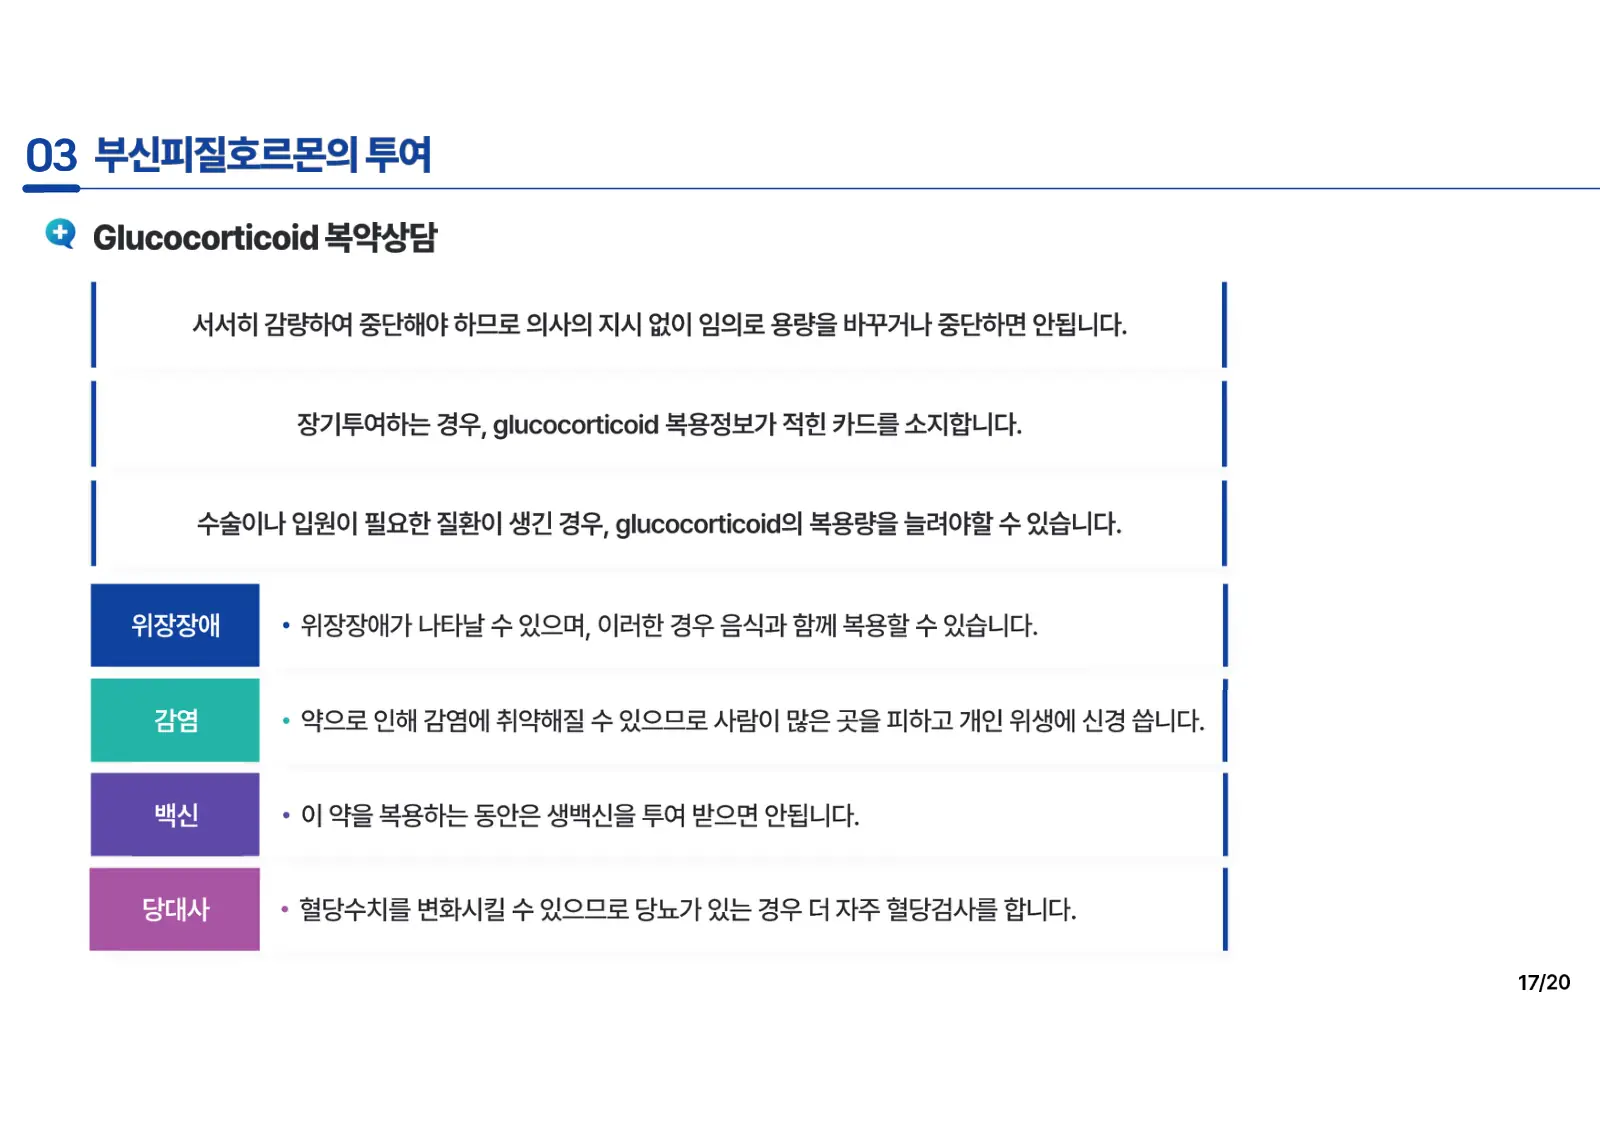 03 부신피질호르몬의 투여
Glucocorticoid 복약상담
서서히 감량하여 중단해야 하므로 의사의 지시 없이 임의로 용량을 바꾸거나 중단하면 안됩니다.
장기투여하는 경우, glucocorticoid 복용정보가 적힌 카드를 소지합니다.
수술이나 입원이 필요한 질환이 생긴 경우, glucocorticoid의 복용량을 늘려야할 수 있습니다.
위장장애 • 위장장애가 나타날 수 있으며, 이러한 경우 음식과 함께 복용할 수 있습니다.
감염 • 약으로 인해 감염에 취약해질 수 있으므로 사람이 많은 곳을 피하고 개인 위생에 신경 씁니다.
백신 • 이 약을 복용하는 동안은 생백신을 투여 받으면 안됩니다.
당대사 • 혈당수치를 변화시킬 수 있으므로 당뇨가 있는 경우 더 자주 혈당검사를 합니다.
17/20